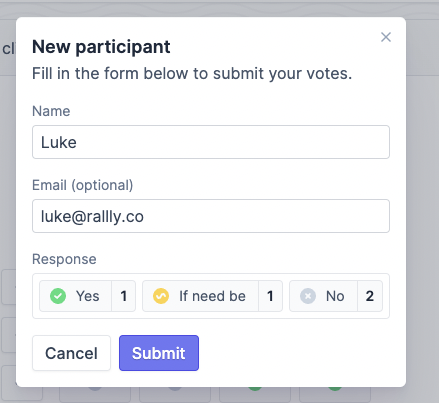 New participant
Fill in the form below to submit your votes.
Name
Luke
Email (optional)
luke@rallly.co
Response
Yes 1 If need be 1 No 2
Cancel Submit